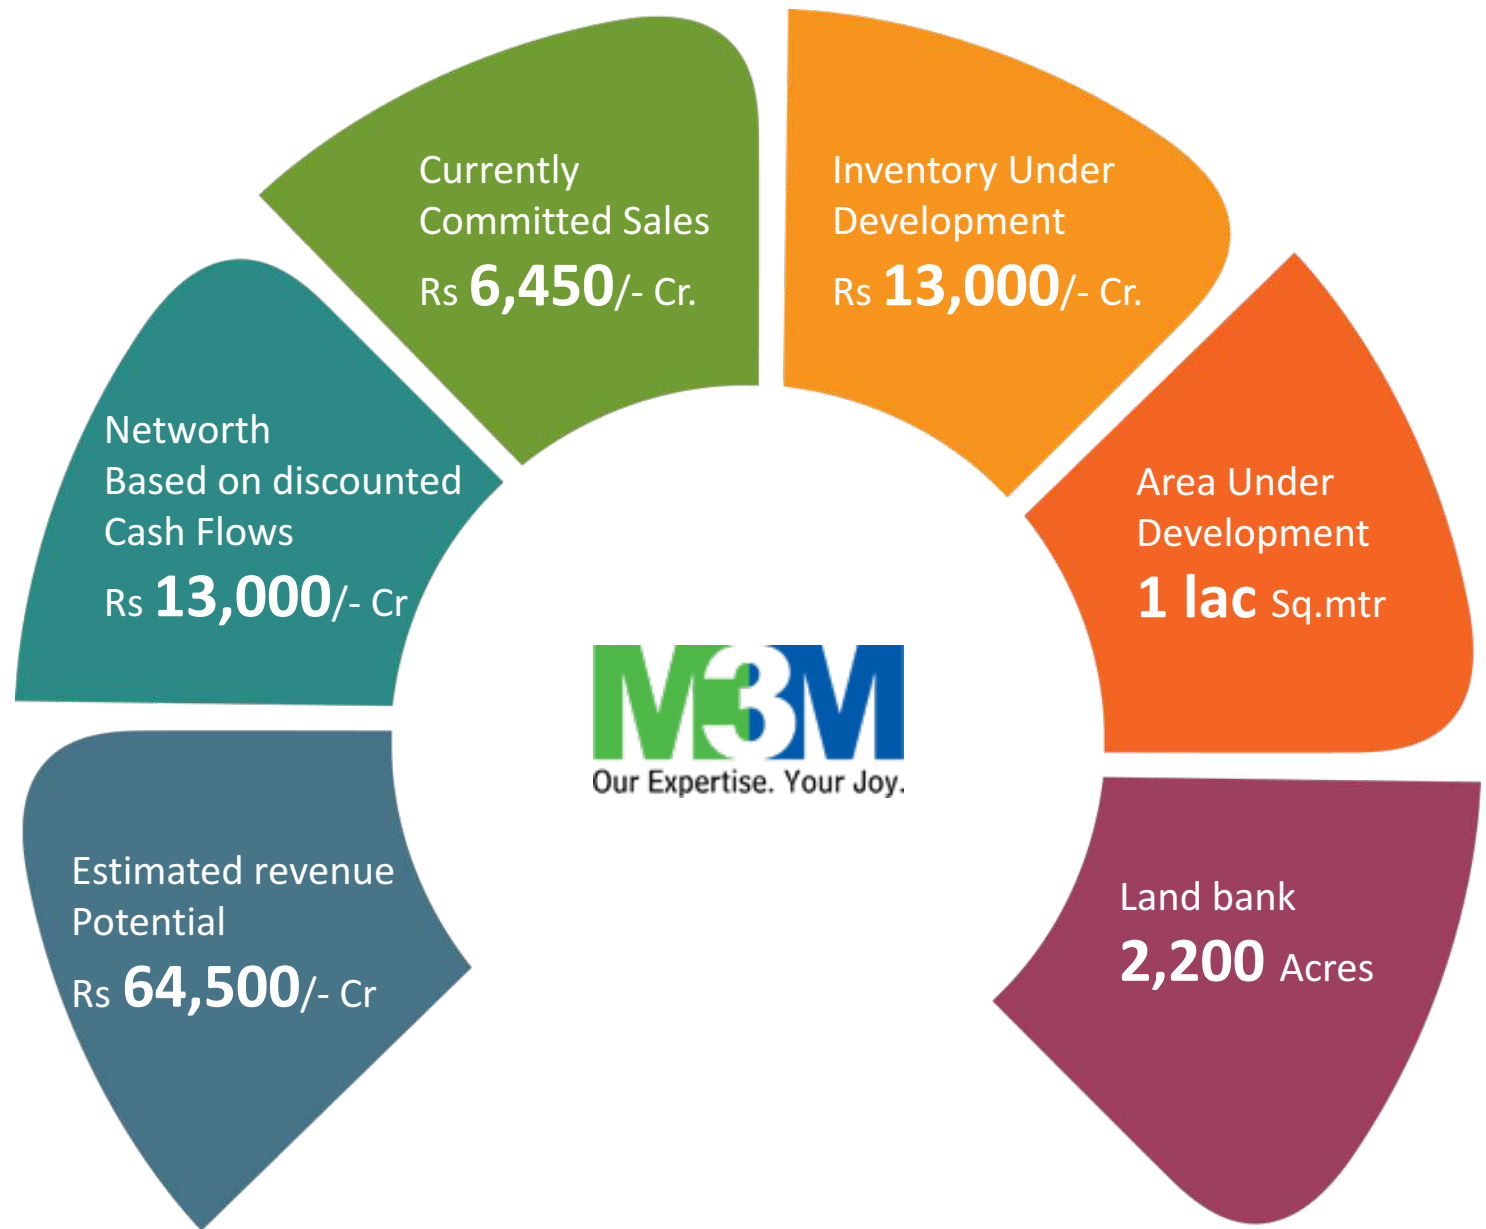 Currently
Committed Sales
Rs 6,450/- Cr.
Inventory Under
Development
Rs 13,000/- Cr.
Networth
Based on discounted
Cash Flows
Rs 13,000/- Cr
Area Under
Development
1 lac Sq.mtr
M3M
Our Expertise. Your Joy.
Estimated revenue
Potential
Rs 64,500/- Cr
Land bank
2,200 Acres